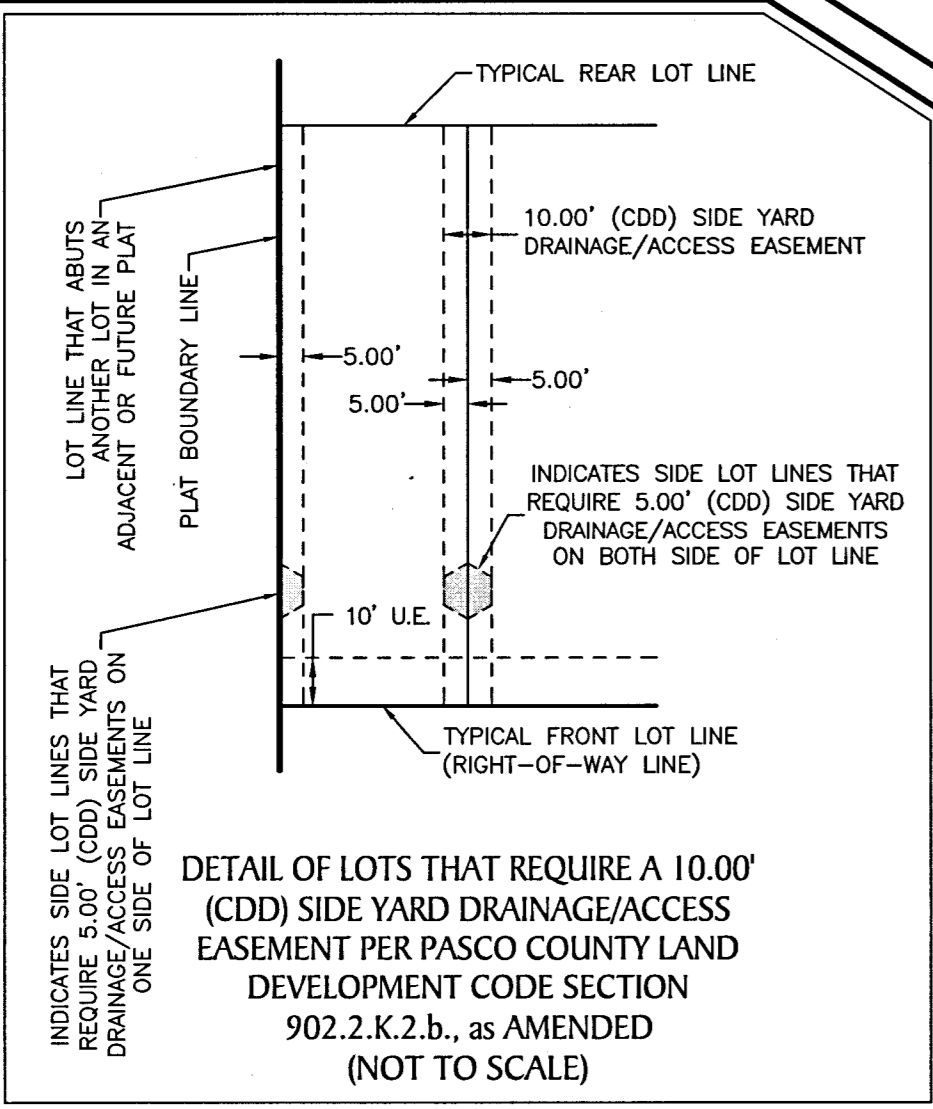 TYPICAL REAR LOT LINE
LOT LINE THAT ABUTS
ANOTHER LOT IN AN
ADJACENT OR FUTURE PLAT
PLAT BOUNDARY LINE
10.00' (CDD) SIDE YARD
DRAINAGE/ACCESS EASEMENT
5.00'
5.00'
5.00'
INDICATES SIDE LOT LINES THAT
REQUIRE 5.00' (CDD) SIDE YARD
DRAINAGE/ACCESS EASEMENTS
ON BOTH SIDE OF LOT LINE
10' U.E.
INDICATES SIDE LOT LINES THAT
REQUIRE 5.00' (CDD) SIDE YARD
DRAINAGE/ACCESS EASEMENTS ON
ONE SIDE OF LOT LINE
TYPICAL FRONT LOT LINE
(RIGHT-OF-WAY LINE)
DETAIL OF LOTS THAT REQUIRE A 10.00'
(CDD) SIDE YARD DRAINAGE/ACCESS
EASEMENT PER PASCO COUNTY LAND
DEVELOPMENT CODE SECTION
902.2.K.2.b., as AMENDED
(NOT TO SCALE)